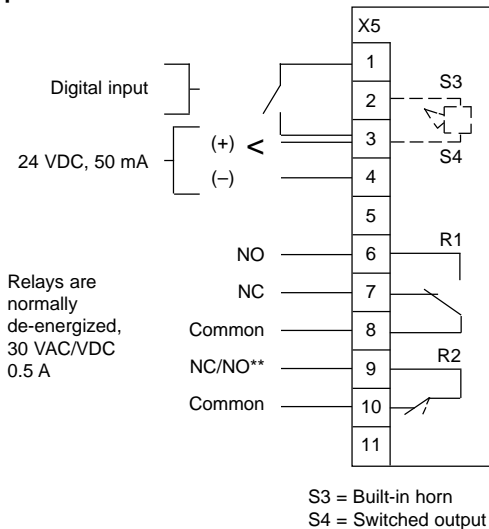 X5
1
Digital input
2
S3
(+) <
3
S4
24 VDC, 50 mA
(–)
4
5
NO
6
R1
Relays are
normally
de-energized,
30 VAC/VDC
0.5 A
NC
7
Common
8
NC/NO**
9
R2
Common
10
11
S3 = Built-in horn
S4 = Switched output